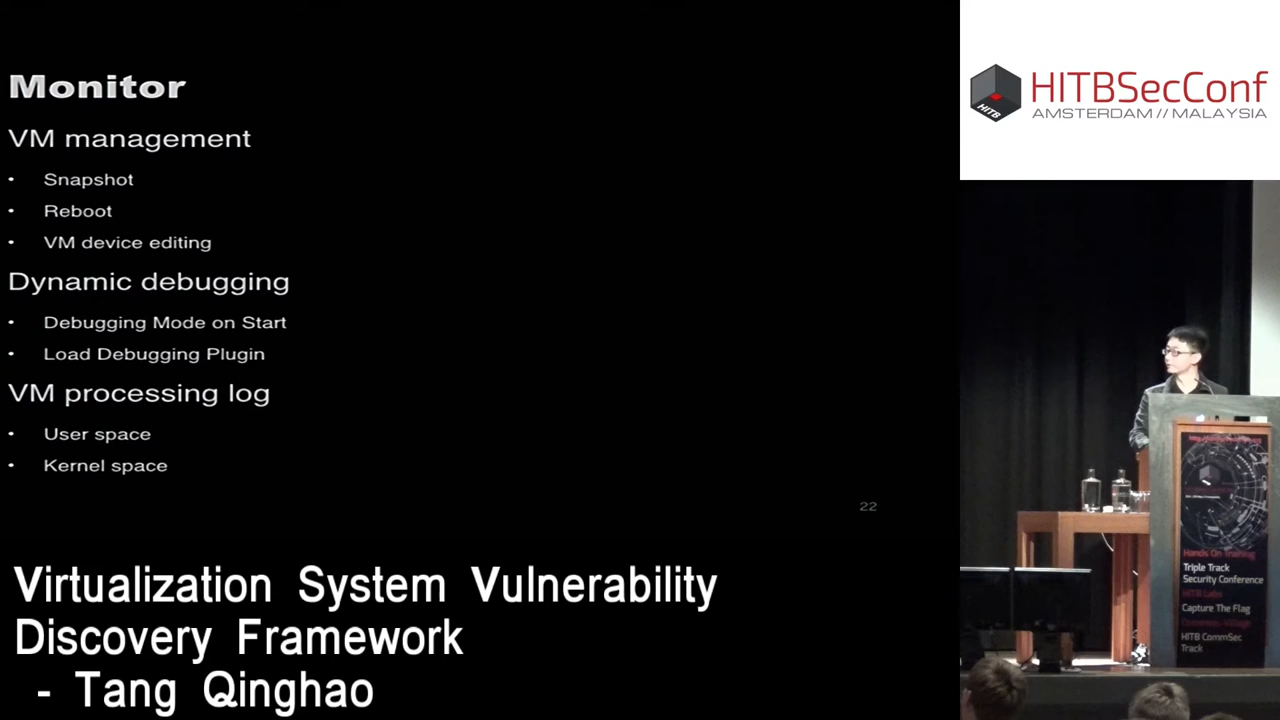 Monitor
VM management
• Snapshot
• Reboot
• VM device editing
Dynamic debugging
• Debugging Mode on Start
• Load Debugging Plugin
VM processing log
• User space
• Kernel space
22
Virtualization System Vulnerability
Discovery Framework
- Tang Qinghao
HITBSecConf
AMSTERDAM // MALAYSIA
HITB
Hands On Training
Triple Track
Security Conference
HITB Labs
Capture The Flag
HITB CommSec
Track